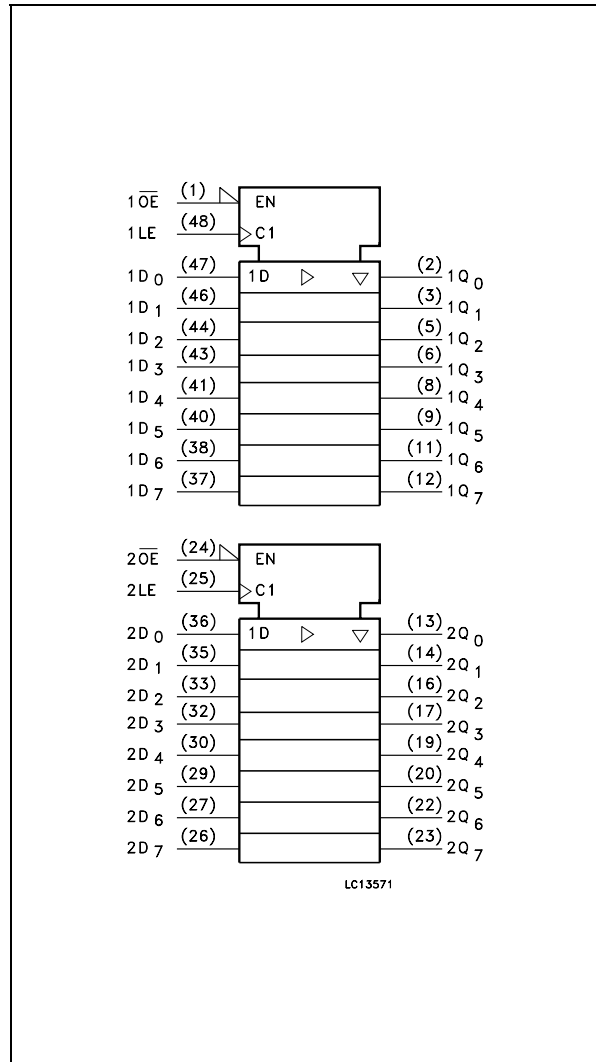 1OE̅ (1) EN
1LE (48) C1
1D0 (47) 1D (2) 1Q0
1D1 (46) (3) 1Q1
1D2 (44) (5) 1Q2
1D3 (43) (6) 1Q3
1D4 (41) (8) 1Q4
1D5 (40) (9) 1Q5
1D6 (38) (11) 1Q6
1D7 (37) (12) 1Q7
2OE̅ (24) EN
2LE (25) C1
2D0 (36) 1D (13) 2Q0
2D1 (35) (14) 2Q1
2D2 (33) (16) 2Q2
2D3 (32) (17) 2Q3
2D4 (30) (19) 2Q4
2D5 (29) (20) 2Q5
2D6 (27) (22) 2Q6
2D7 (26) (23) 2Q7
LC13571